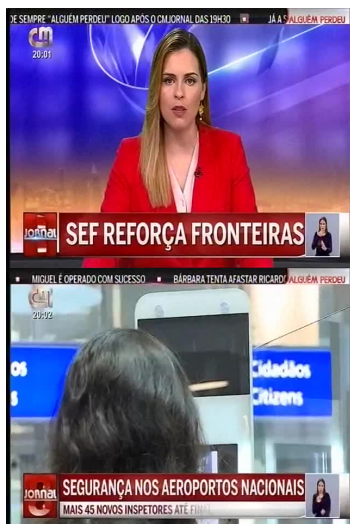 DE SEMPRE "ALGUÉM PERDEU" LOGO APÓS O CMJORNAL DAS 19H30 JÁ A
ALGUÉM PERDEU
CM
20:01
JORNAL
8
SEF REFORÇA FRONTEIRAS
MIGUEL É OPERADO COM SUCESSO BÁRBARA TENTA AFASTAR RICARDO
ALGUÉM PERDEU
CM
20:02
Cidadãos
Citizens
JORNAL
8
SEGURANÇA NOS AEROPORTOS NACIONAIS
MAIS 45 NOVOS INSPETORES ATÉ